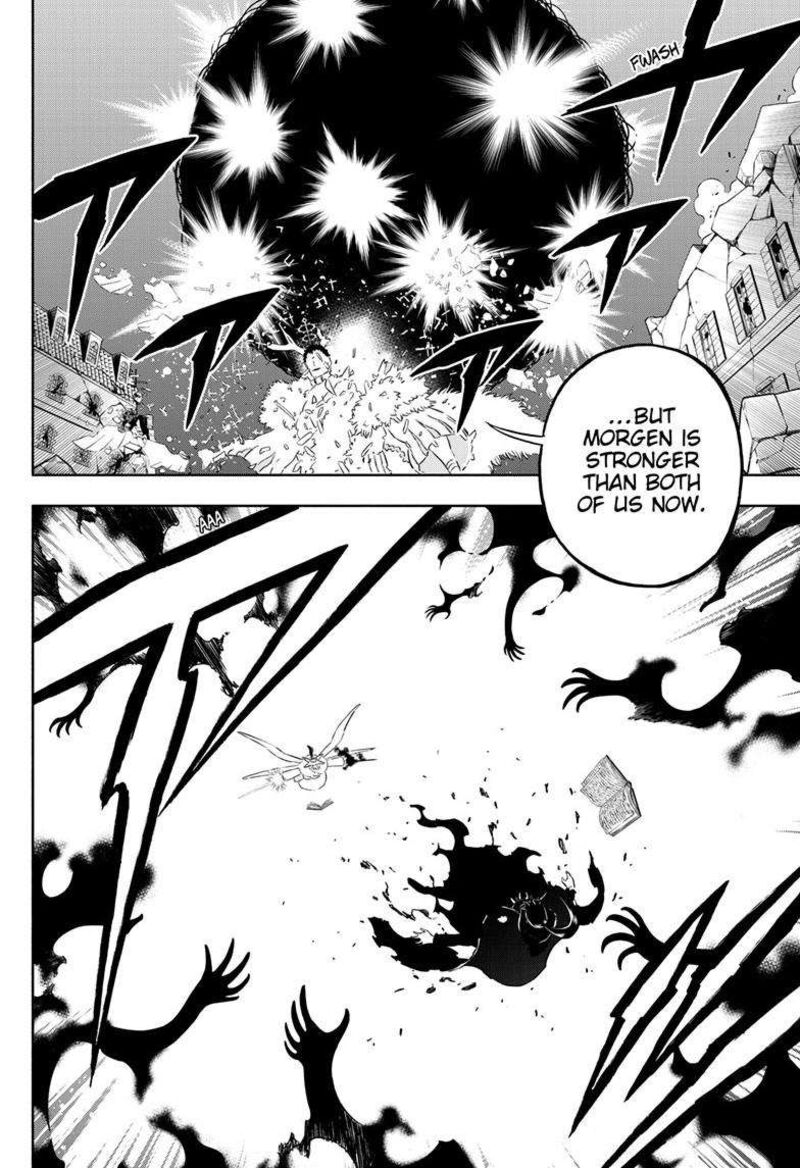 FWASH
...BUT
MORGEN IS
STRONGER
THAN BOTH
OF US NOW.
AAA